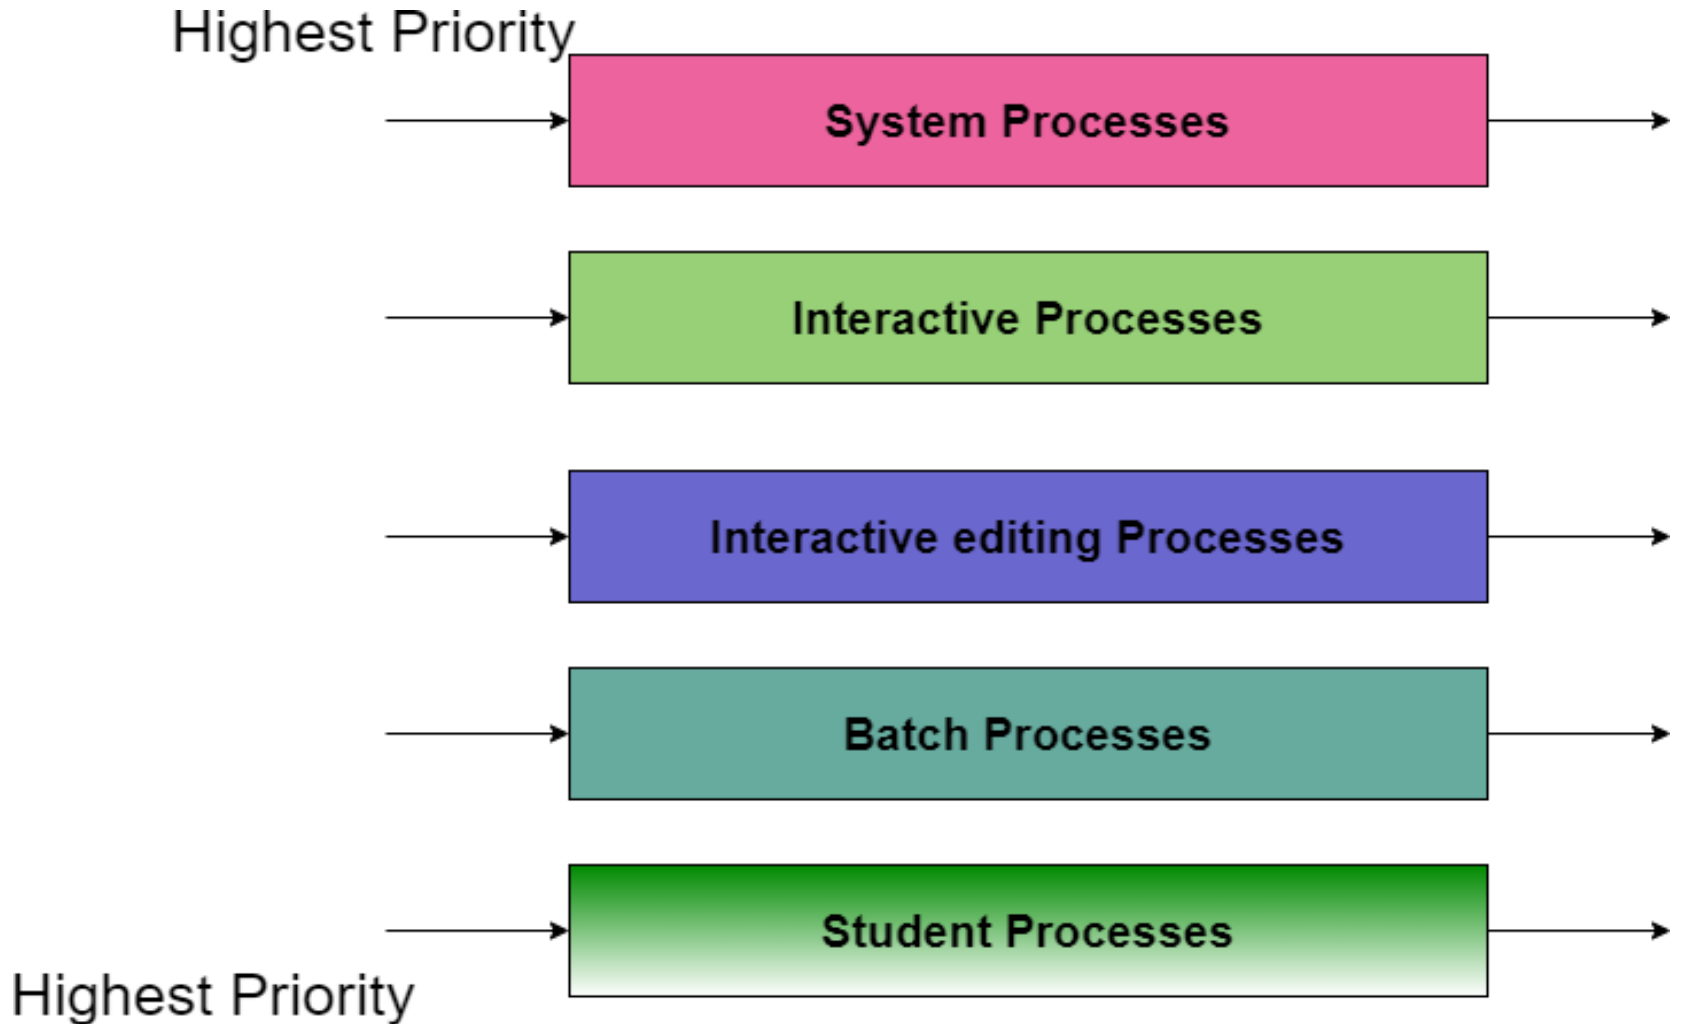 Highest Priority
System Processes
Interactive Processes
Interactive editing Processes
Batch Processes
Student Processes
Highest Priority